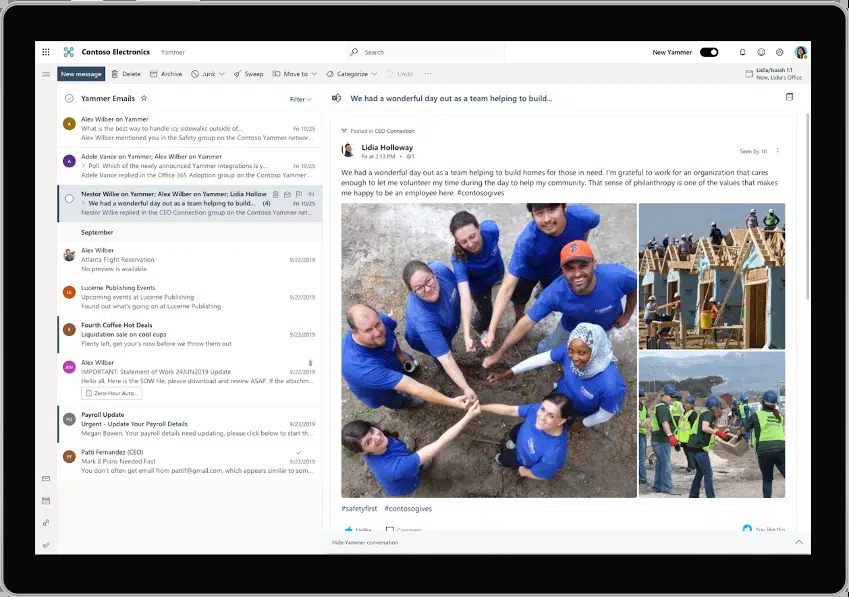 Contoso Electronics Yammer
Search
New Yammer
New message Delete Archive Junk Sweep Move to Categorize Undo
Lidia/Isaiah 1:1
Now, Lidia's Office
Yammer Emails
Filter
Alex Wilber on Yammer
What is the best way to handle icy sidewalks outside of... Fri 10/25
Alex Wilber mentioned you in the Safety group on the Contoso Yammer network...
Adele Vance on Yammer; Alex Wilber on Yammer
Poll: Which of the newly announced Yammer integrations is y... Fri 10/25
Adele Vance replied in the Office 365 Adoption group on the Contoso Yammer ...
Nestor Wilke on Yammer; Alex Wilber on Yammer; Lidia Hollow
We had a wonderful day out as a team helping to build... (4) Fri 10/25
Nestor Wilke replied in the CEO Connection group on the Contoso Yammer net...
September
Alex Wilber
Atlanta Flight Reservation 9/23/2019
No preview is available.
Lucerne Publishing Events
Upcoming events at Lucerne Publishing 9/23/2019
Found out what's going on at Lucerne Publishing
Fourth Coffee Hot Deals
Liquidation sale on cool cups 9/23/2019
Plenty left, get your's before we throw them out
Alex Wilber
IMPORTANT: Statement of Work 24JUN2019 Update 9/23/2019
Hello all, Here is the SOW file, please download and review ASAP. If the attachm...
Zero-Hour Auto...
Payroll Update
Urgent - Update Your Payroll Details 9/23/2019
Megan Bowen, Your payroll details need updating, please click below to start th...
Patti Fernandez (CEO)
Mark 8 Plans Needed Fast 9/23/2019
You don't often get email from pattif@gmail.com, which appears similar to som...
We had a wonderful day out as a team helping to build...
Posted in CEO Connection
Lidia Holloway
Fri at 2:13 PM • @1
Seen by 10
We had a wonderful day out as a team helping to build homes for those in need. I'm grateful to work for an organization that cares
enough to let me volunteer my time during the day to help my community. That sense of philanthropy is one of the values that makes
me happy to be an employee here. #contosogives
#safetyfirst #contosogives
Unlike Comment
You like this
Hide Yammer conversation